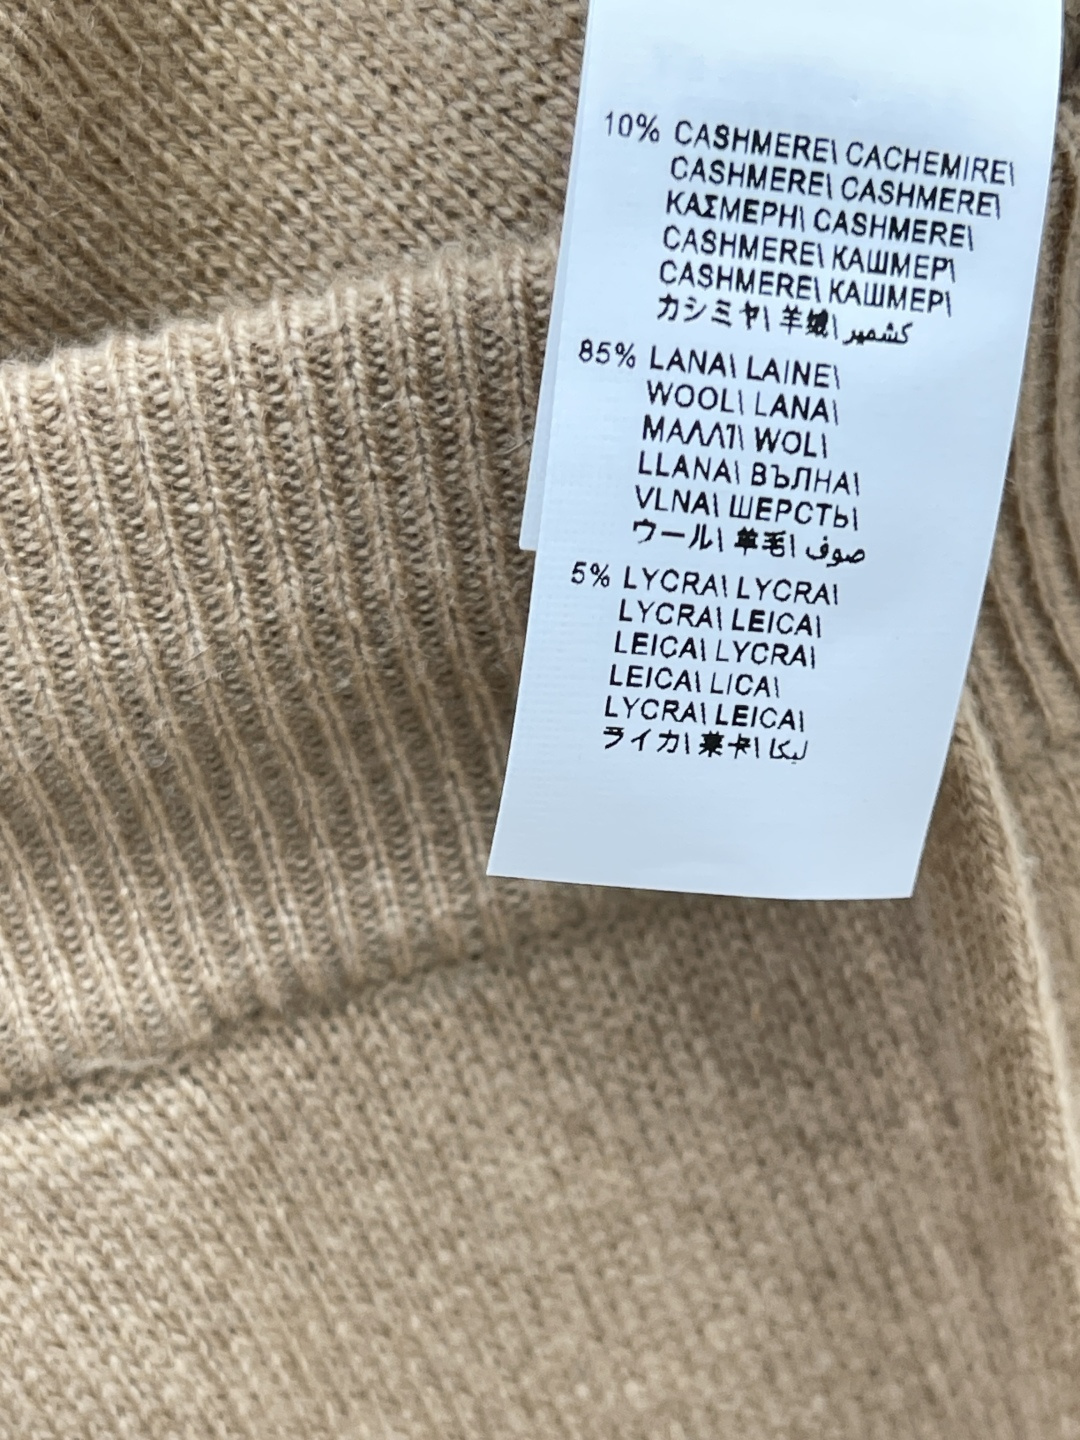 10% CASHMERE\ CACHEMIRE\
CASHMERE\ CASHMERE\
ΚΑΣΜΕΡΗ\ CASHMERE\
CASHMERE\ КАШМЕР\
CASHMERE\ КАШМЕР\
カシミヤ\ 羊绒\ كشمير
85% LANA\ LAINE\
WOOL\ LANA\
ΜΑΛΛΊ\ WOL\
LLANA\ ВЪЛНА\
VLNA\ ШЕРСТЬ\
ウール\ 羊毛\ صوف
5% LYCRA\ LYCRA\
LYCRA\ LEICA\
LEICA\ LYCRA\
LEICA\ LICA\
LYCRA\ LEICA\
ライカ\ 莱卡\ ليكا